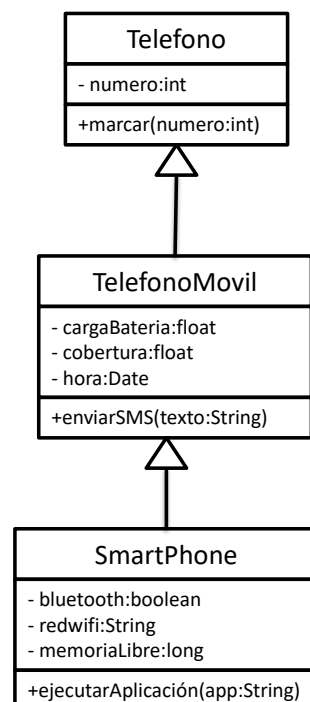 Telefono
- numero:int
+marcar(numero:int)
TelefonoMovil
- cargaBateria:float
- cobertura:float
- hora:Date
+enviarSMS(texto:String)
SmartPhone
- bluetooth:boolean
- redwifi:String
- memoriaLibre:long
+ejecutarAplicación(app:String)